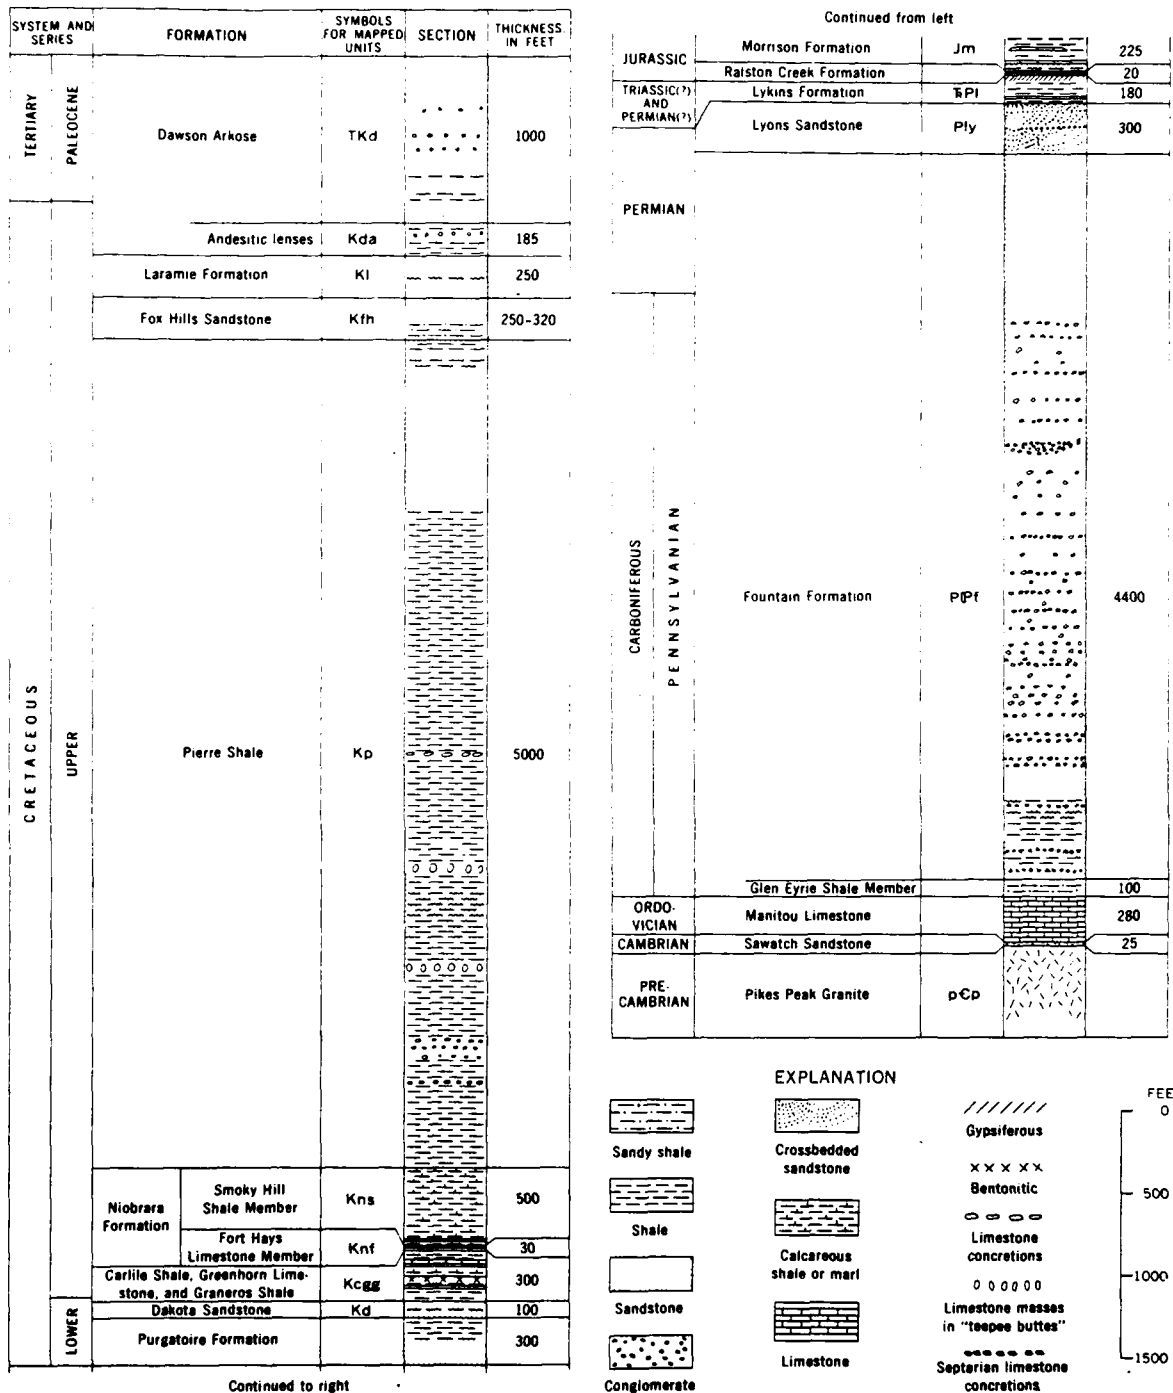 SYSTEM AND SERIES
FORMATION
SYMBOLS FOR MAPPED UNITS
SECTION
THICKNESS IN FEET
TERTIARY
PALEOCENE
Dawson Arkose TKd 1000
CRETACEOUS
UPPER
Andesitic lenses Kda 185
Laramie Formation Kl 250
Fox Hills Sandstone Kfh 250-320
Pierre Shale Kp 5000
Niobrara Formation
Smoky Hill Shale Member Kns 500
Fort Hays Limestone Member Knf 30
Carlile Shale, Greenhorn Lime-
stone, and Graneros Shale Kcgg 300
LOWER
Dakota Sandstone Kd 100
Purgatoire Formation 300
Continued to right
Continued from left
JURASSIC
Morrison Formation Jm 225
Ralston Creek Formation 20
TRIASSIC(?) AND PERMIAN(?)
Lykins Formation ƮPl 180
Lyons Sandstone Ply 300
PERMIAN
CARBONIFEROUS
PENNSYLVANIAN
Fountain Formation PPf 4400
Glen Eyrie Shale Member 100
ORDO-
VICIAN
Manitou Limestone 280
CAMBRIAN
Sawatch Sandstone 25
PRE-
CAMBRIAN
Pikes Peak Granite p€p
EXPLANATION
Sandy shale
Shale
Sandstone
Conglomerate
Crossbedded
sandstone
Calcareous
shale or marl
Limestone
Gypsiferous
Bentonitic
Limestone
concretions
Limestone masses
in "teepee buttes"
Septarian limestone
concretions
FEE
0
500
1000
1500